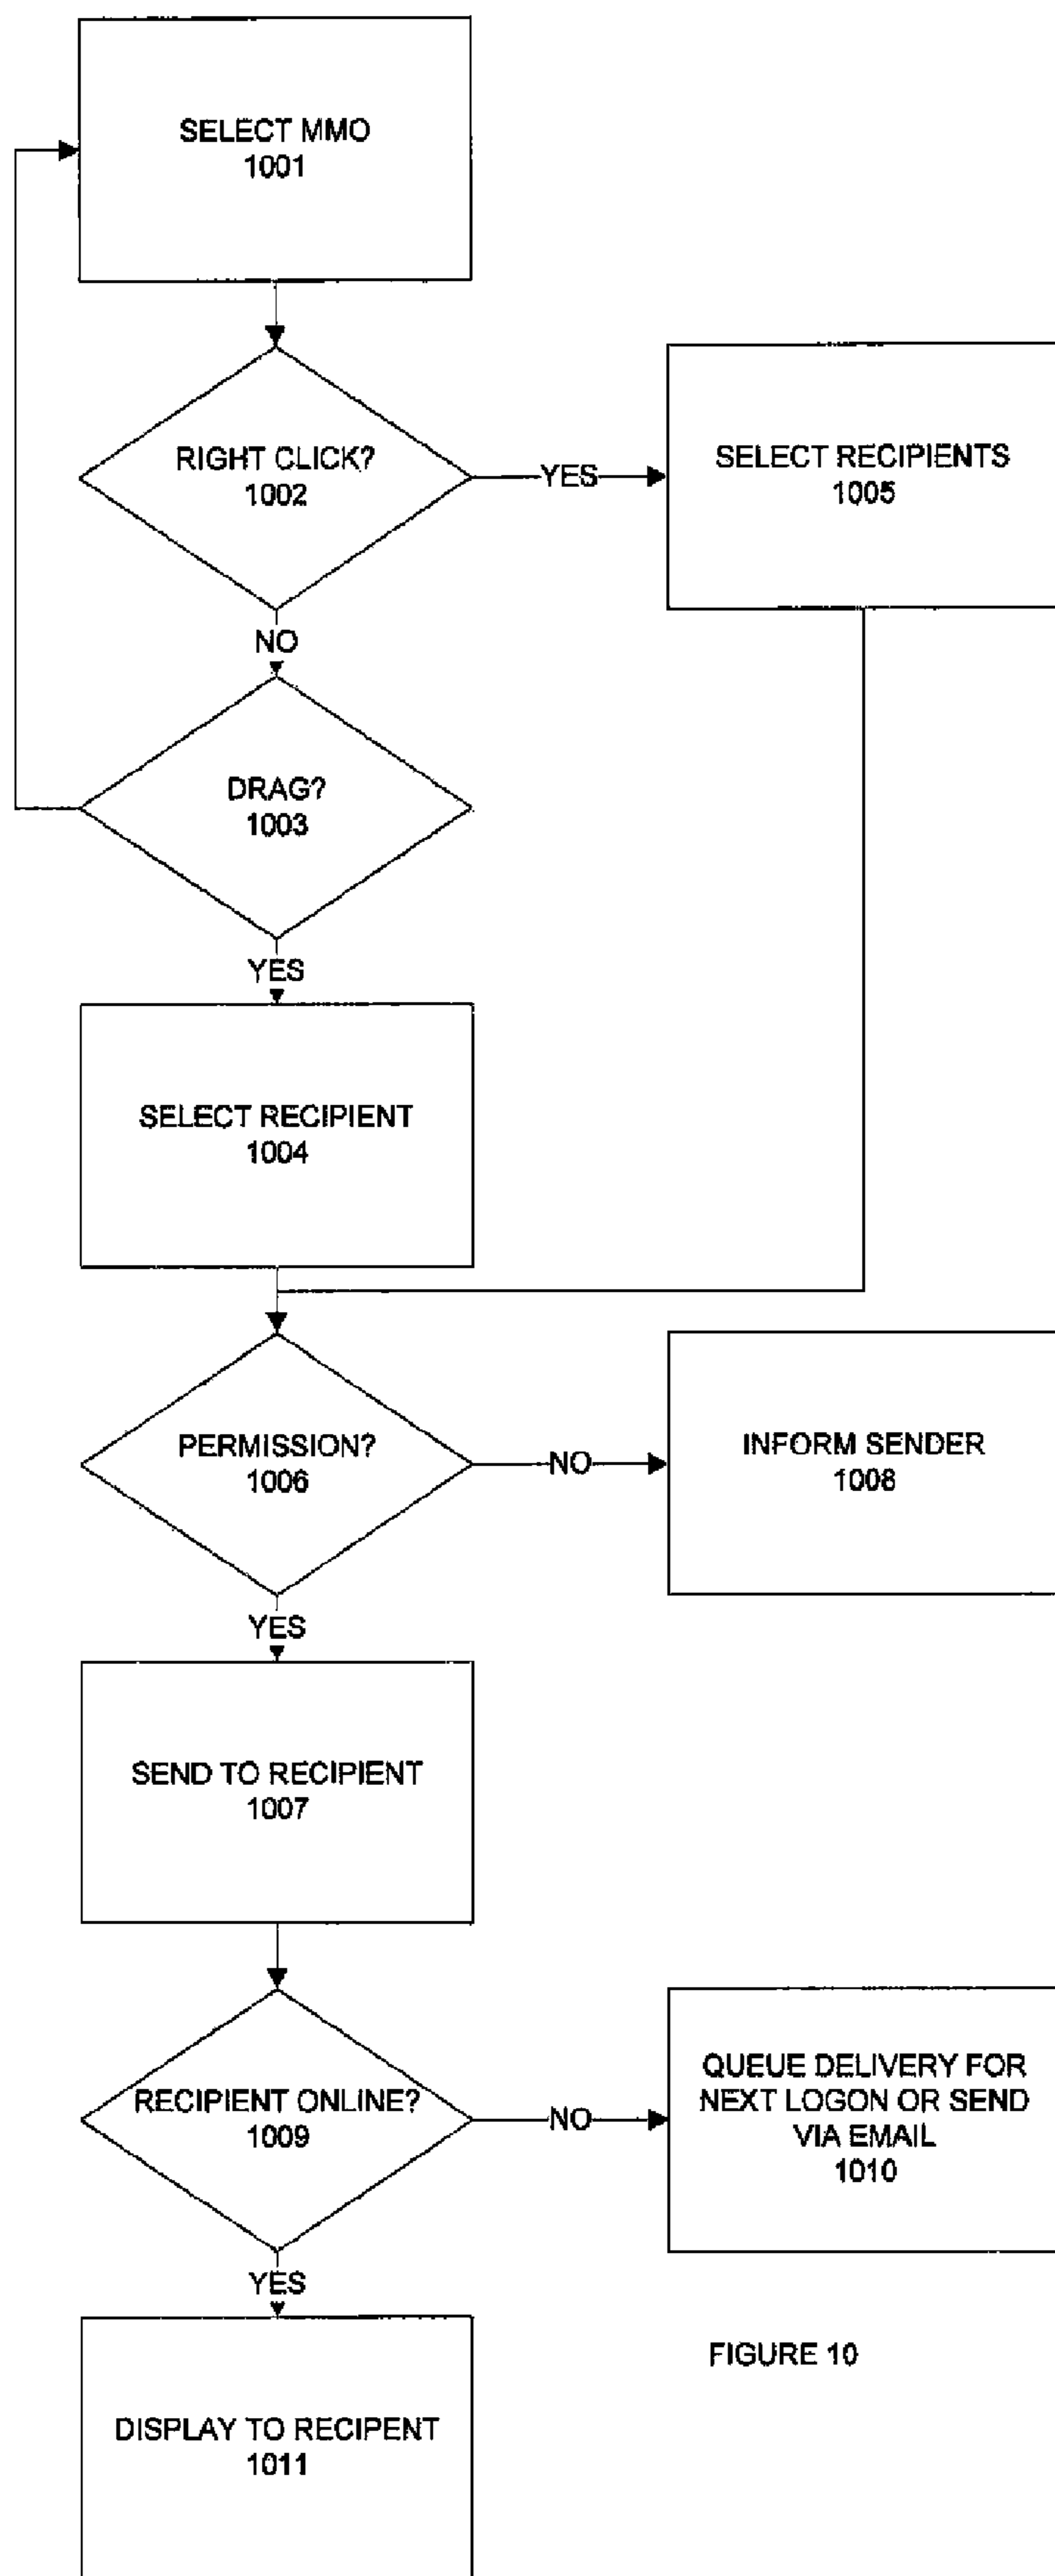 SELECT MMO
1001
RIGHT CLICK?
1002
YES
SELECT RECIPIENTS
1005
NO
DRAG?
1003
YES
SELECT RECIPIENT
1004
PERMISSION?
1006
NO
INFORM SENDER
1008
YES
SEND TO RECIPIENT
1007
RECIPIENT ONLINE?
1009
NO
QUEUE DELIVERY FOR
NEXT LOGON OR SEND
VIA EMAIL
1010
YES
FIGURE 10
DISPLAY TO RECIPENT
1011